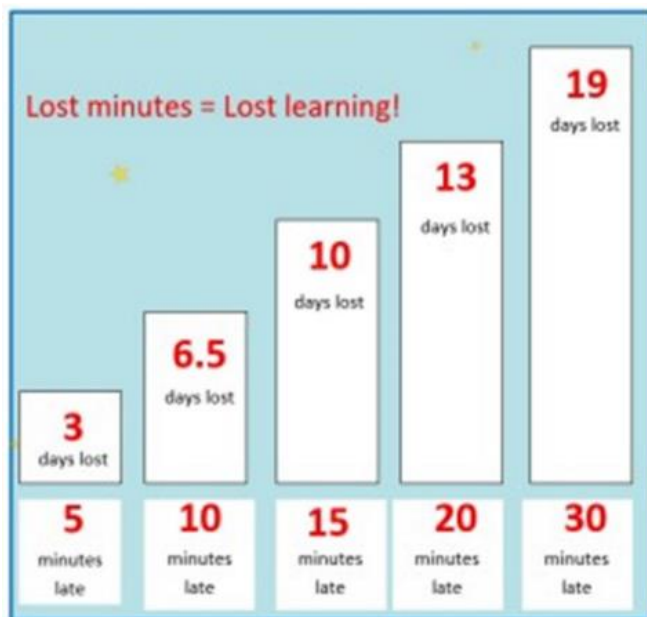 Lost minutes = Lost learning!
19
days lost
13
days lost
10
days lost
6.5
days lost
3
days lost
5
minutes
late
10
minutes
late
15
minutes
late
20
minutes
late
30
minutes
late